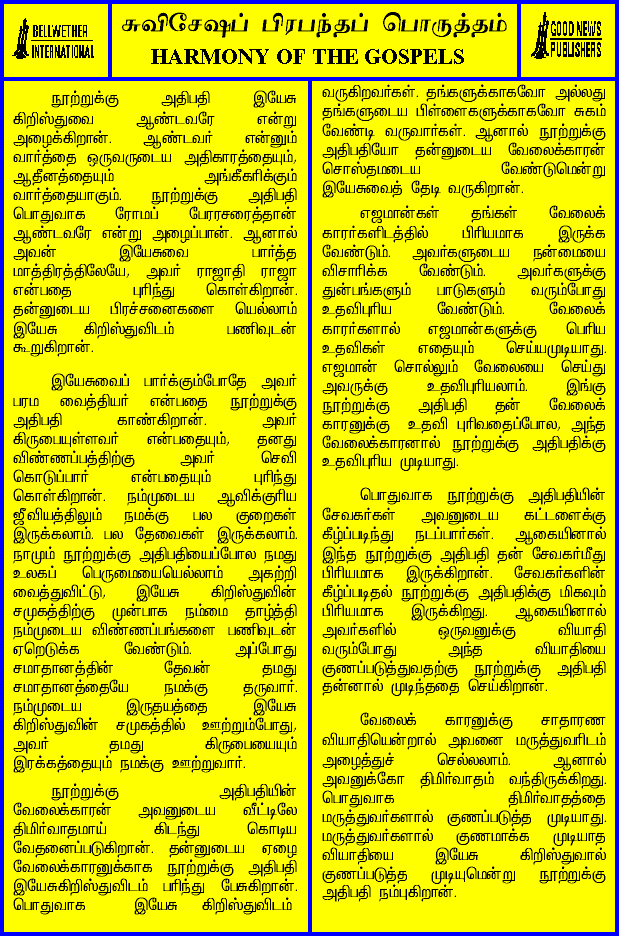 BELLWETHER
INTERNATIONAL
சுவிசேஷப் பிரபந்தப் பொருத்தம்
HARMONY OF THE GOSPELS
GOOD NEWS
PUBLISHERS
நூற்றுக்கு அதிபதி இயேசு
கிறிஸ்துவை ஆண்டவரே என்று
அழைக்கிறான். ஆண்டவர் என்னும்
வார்த்தை ஒருவருடைய அதிகாரத்தையும்,
ஆதீனத்தையும் அங்கீகரிக்கும்
வார்த்தையாகும். நூற்றுக்கு அதிபதி
பொதுவாக ரோமப் பேரரசரைத்தான்
ஆண்டவரே என்று அழைப்பான். ஆனால்
அவன் இயேசுவை பார்த்த
மாத்திரத்திலேயே, அவர் ராஜாதி ராஜா
என்பதை புரிந்து கொள்கிறான்.
தன்னுடைய பிரச்சனைகளை யெல்லாம்
இயேசு கிறிஸ்துவிடம் பணிவுடன்
கூறுகிறான்.
இயேசுவைப் பார்க்கும்போதே அவர்
பரம வைத்தியர் என்பதை நூற்றுக்கு
அதிபதி காண்கிறான். அவர்
கிருபையுள்ளவர் என்பதையும், தனது
விண்ணப்பத்திற்கு அவர் செவி
கொடுப்பார் என்பதையும் புரிந்து
கொள்கிறான். நம்முடைய ஆவிக்குரிய
ஜீவியத்திலும் நமக்கு பல குறைகள்
இருக்கலாம். பல தேவைகள் இருக்கலாம்.
நாமும் நூற்றுக்கு அதிபதியைப்போல நமது
உலகப் பெருமையையெல்லாம் அகற்றி
வைத்துவிட்டு, இயேசு கிறிஸ்துவின்
சமுகத்திற்கு முன்பாக நம்மை தாழ்த்தி
நம்முடைய விண்ணப்பங்களை பணிவுடன்
ஏறெடுக்க வேண்டும். அப்போது
சமாதானத்தின் தேவன் தமது
சமாதானத்தையே நமக்கு தருவார்.
நம்முடைய இருதயத்தை இயேசு
கிறிஸ்துவின் சமுகத்தில் ஊற்றும்போது,
அவர் தமது கிருபையையும்
இரக்கத்தையும் நமக்கு ஊற்றுவார்.
நூற்றுக்கு அதிபதியின்
வேலைக்காரன் அவனுடைய வீட்டிலே
திமிர்வாதமாய் கிடந்து கொடிய
வேதனைப்படுகிறான். தன்னுடைய ஏழை
வேலைக்காரனுக்காக நூற்றுக்கு அதிபதி
இயேசுகிறிஸ்துவிடம் பரிந்து பேசுகிறான்.
பொதுவாக இயேசு கிறிஸ்துவிடம்
வருகிறவர்கள். தங்களுக்காகவோ அல்லது
தங்களுடைய பிள்ளைகளுக்காகவோ சுகம்
வேண்டி வருவார்கள். ஆனால் நூற்றுக்கு
அதிபதியோ தன்னுடைய வேலைக்காரன்
சொஸ்தமடைய வேண்டுமென்று
இயேசுவைத் தேடி வருகிறான்.
எஜமான்கள் தங்கள் வேலைக்
காரர்களிடத்தில் பிரியமாக இருக்க
வேண்டும். அவர்களுடைய நன்மையை
விசாரிக்க வேண்டும். அவர்களுக்கு
துன்பங்களும் பாடுகளும் வரும்போது
உதவிபுரிய வேண்டும். வேலைக்
காரர்களால் எஜமான்களுக்கு பெரிய
உதவிகள் எதையும் செய்யமுடியாது.
எஜமான் சொல்லும் வேலையை செய்து
அவருக்கு உதவிபுரியலாம். இங்கு
நூற்றுக்கு அதிபதி தன் வேலைக்
காரனுக்கு உதவி புரிவதைப்போல, அந்த
வேலைக்காரனால் நூற்றுக்கு அதிபதிக்கு
உதவிபுரிய முடியாது.
பொதுவாக நூற்றுக்கு அதிபதியின்
சேவகர்கள் அவனுடைய கட்டளைக்கு
கீழ்ப்படிந்து நடப்பார்கள். ஆகையினால்
இந்த நூற்றுக்கு அதிபதி தன் சேவகர்மீது
பிரியமாக இருக்கிறான். சேவகர்களின்
கீழ்ப்படிதல் நூற்றுக்கு அதிபதிக்கு மிகவும்
பிரியமாக இருக்கிறது. ஆகையினால்
அவர்களில் ஒருவனுக்கு வியாதி
வரும்போது அந்த வியாதியை
குணப்படுத்துவதற்கு நூற்றுக்கு அதிபதி
தன்னால் முடிந்ததை செய்கிறான்.
வேலைக் காரனுக்கு சாதாரண
வியாதியென்றால் அவனை மருத்துவரிடம்
அழைத்துச் செல்லலாம். ஆனால்
அவனுக்கோ திமிர்வாதம் வந்திருக்கிறது.
பொதுவாக திமிர்வாதத்தை
மருத்துவர்களால் குணப்படுத்த முடியாது.
மருத்துவர்களால் குணமாக்க முடியாத
வியாதியை இயேசு கிறிஸ்துவால்
குணப்படுத்த முடியுமென்று நூற்றுக்கு
அதிபதி நம்புகிறான்.